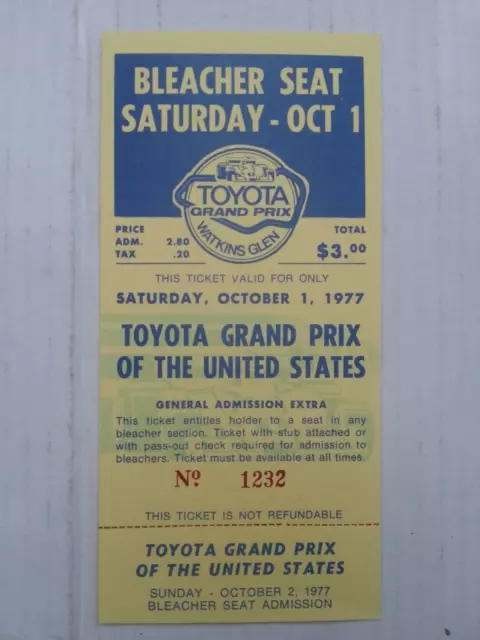 BLEACHER SEAT
SATURDAY - OCT 1
TOYOTA
GRAND PRIX
WATKINS GLEN
PRICE
ADM. 2.80
TAX .20
TOTAL
$3.00
THIS TICKET VALID FOR ONLY
SATURDAY, OCTOBER 1, 1977
TOYOTA GRAND PRIX
OF THE UNITED STATES
GENERAL ADMISSION EXTRA
This ticket entitles holder to a seat in any
bleacher section. Ticket with stub attached or
with pass-out check required for admission to
bleachers. Ticket must be available at all times.
No 1232
THIS TICKET IS NOT REFUNDABLE
TOYOTA GRAND PRIX
OF THE UNITED STATES
SUNDAY - OCTOBER 2, 1977
BLEACHER SEAT ADMISSION